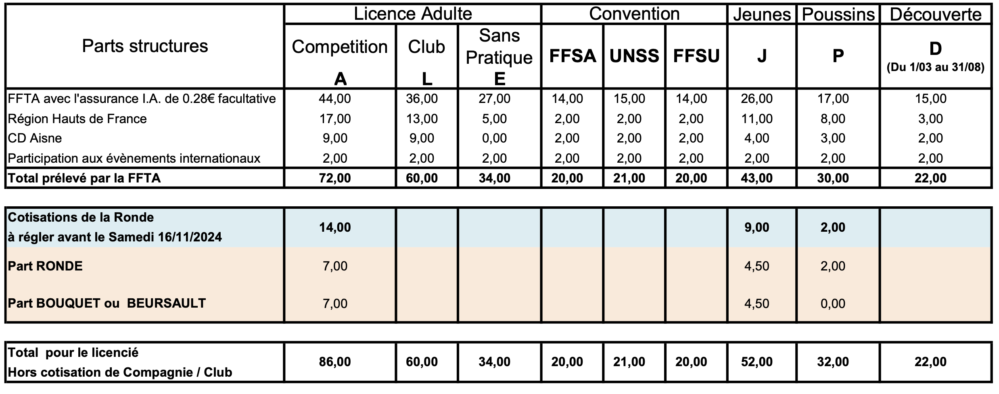 Licence Adulte Convention Jeunes Poussins Découverte
Parts structures
Competition
A
Club
L
Sans
Pratique
E
FFSA UNSS FFSU J P D
(Du 1/03 au 31/08)
FFTA avec l'assurance I.A. de 0.28€ facultative 44,00 36,00 27,00 14,00 15,00 14,00 26,00 17,00 15,00
Région Hauts de France 17,00 13,00 5,00 2,00 2,00 2,00 11,00 8,00 3,00
CD Aisne 9,00 9,00 0,00 2,00 2,00 2,00 4,00 3,00 2,00
Participation aux évènements internationaux 2,00 2,00 2,00 2,00 2,00 2,00 2,00 2,00 2,00
Total prélevé par la FFTA 72,00 60,00 34,00 20,00 21,00 20,00 43,00 30,00 22,00
Cotisations de la Ronde
à régler avant le Samedi 16/11/2024
14,00 9,00 2,00
Part RONDE 7,00 4,50 2,00
Part BOUQUET ou BEURSAULT 7,00 4,50 0,00
Total pour le licencié
Hors cotisation de Compagnie / Club
86,00 60,00 34,00 20,00 21,00 20,00 52,00 32,00 22,00